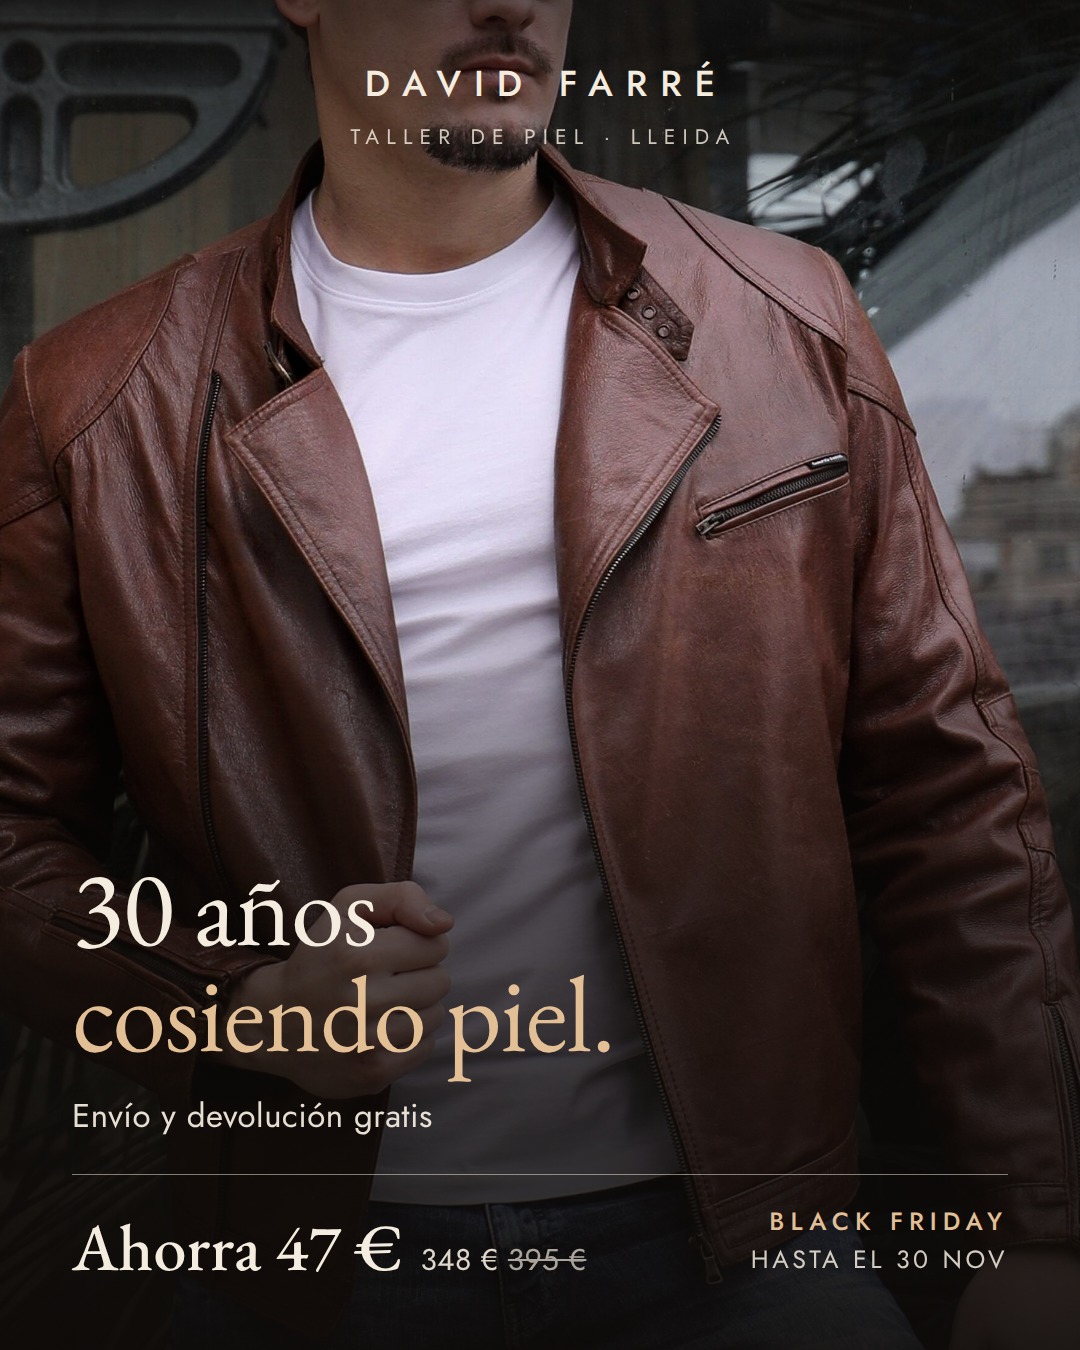 DAVID FARRÉ
TALLER DE PIEL · LLEIDA
30 años
cosiendo piel.
Envío y devolución gratis
Ahorra 47 € 348 € 395 €
BLACK FRIDAY
HASTA EL 30 NOV